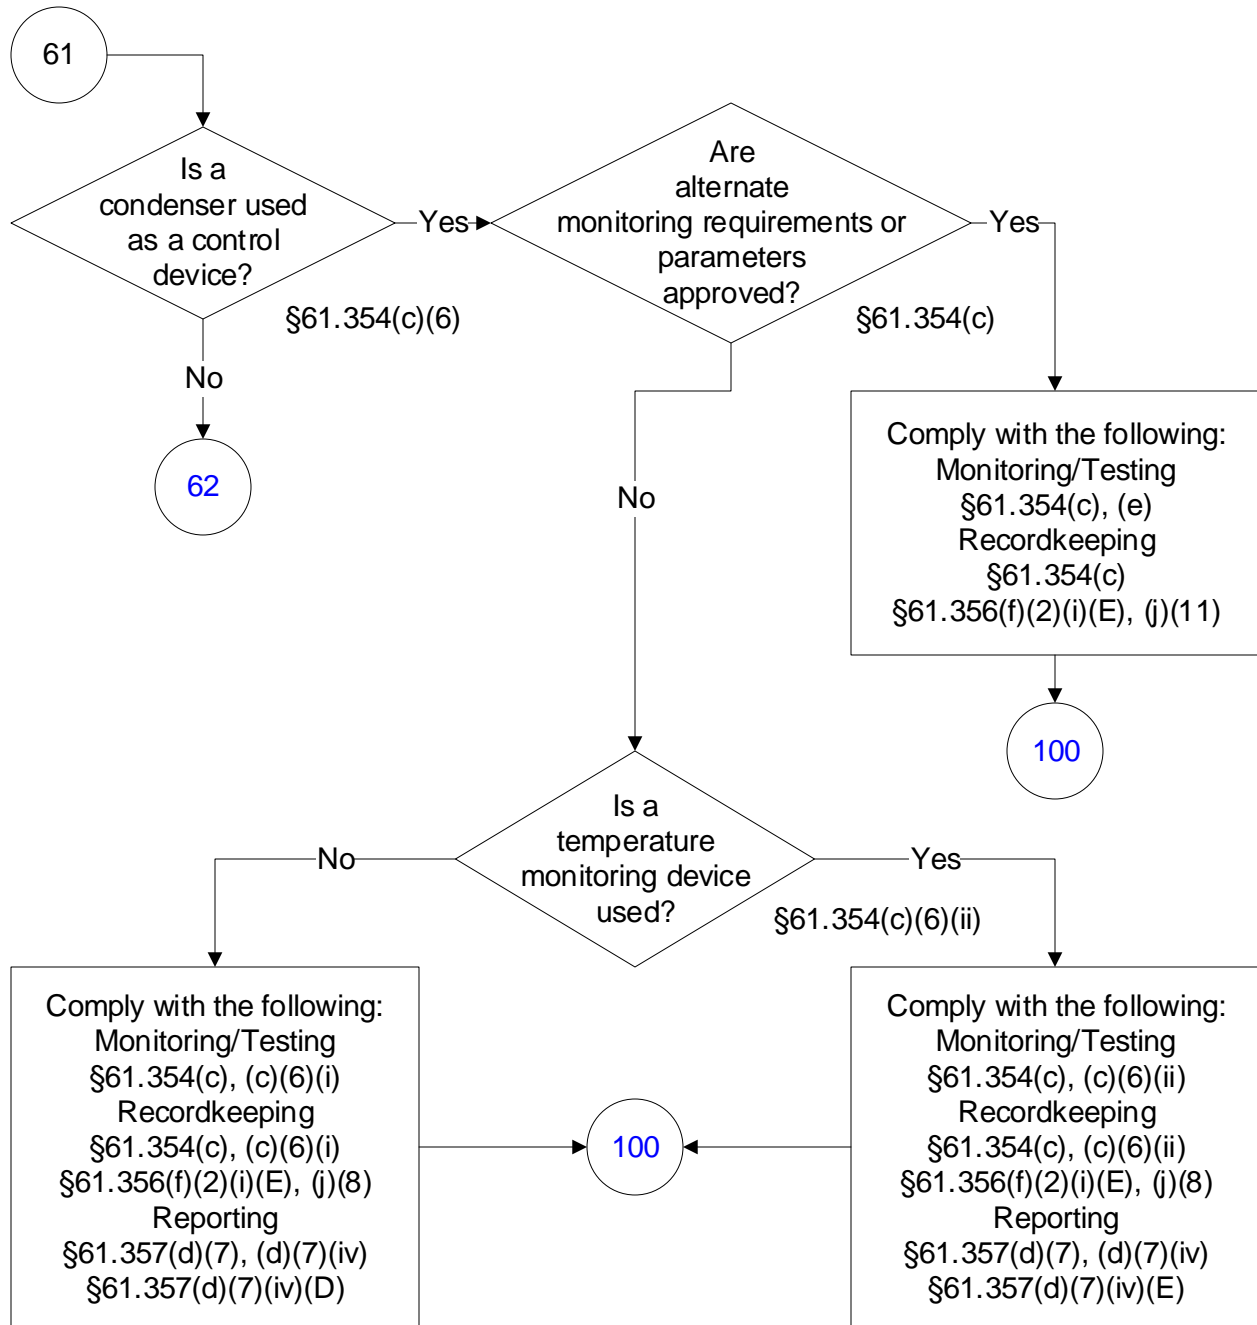 61
Is a
condenser used
as a control
device?
Yes
§61.354(c)(6)
No
62
Are
alternate
monitoring requirements or
parameters
approved?
Yes
§61.354(c)
No
Comply with the following:
Monitoring/Testing
§61.354(c), (e)
Recordkeeping
§61.354(c)
§61.356(f)(2)(i)(E), (j)(11)
100
Is a
temperature
monitoring device
used?
No
Yes
§61.354(c)(6)(ii)
Comply with the following:
Monitoring/Testing
§61.354(c), (c)(6)(i)
Recordkeeping
§61.354(c), (c)(6)(i)
§61.356(f)(2)(i)(E), (j)(8)
Reporting
§61.357(d)(7), (d)(7)(iv)
§61.357(d)(7)(iv)(D)
100
Comply with the following:
Monitoring/Testing
§61.354(c), (c)(6)(ii)
Recordkeeping
§61.354(c), (c)(6)(ii)
§61.356(f)(2)(i)(E), (j)(8)
Reporting
§61.357(d)(7), (d)(7)(iv)
§61.357(d)(7)(iv)(E)